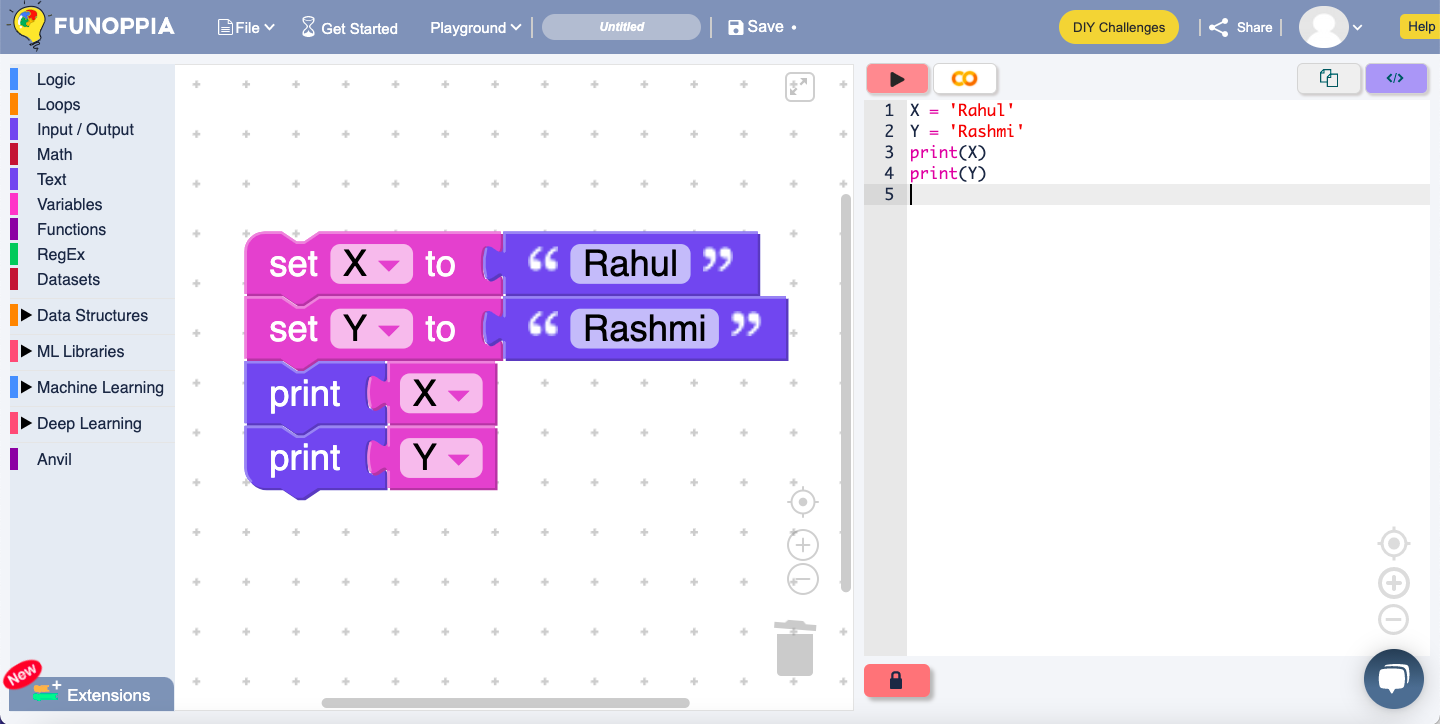 FUNOPPIA
File
Get Started
Playground
Untitled
Save
DIY Challenges
Share
Help
Logic
Loops
Input / Output
Math
Text
Variables
Functions
RegEx
Datasets
Data Structures
ML Libraries
Machine Learning
Deep Learning
Anvil
New
Extensions
set X to “ Rahul ”
set Y to “ Rashmi ”
print X
print Y
</>
1 X = 'Rahul'
2 Y = 'Rashmi'
3 print(X)
4 print(Y)
5